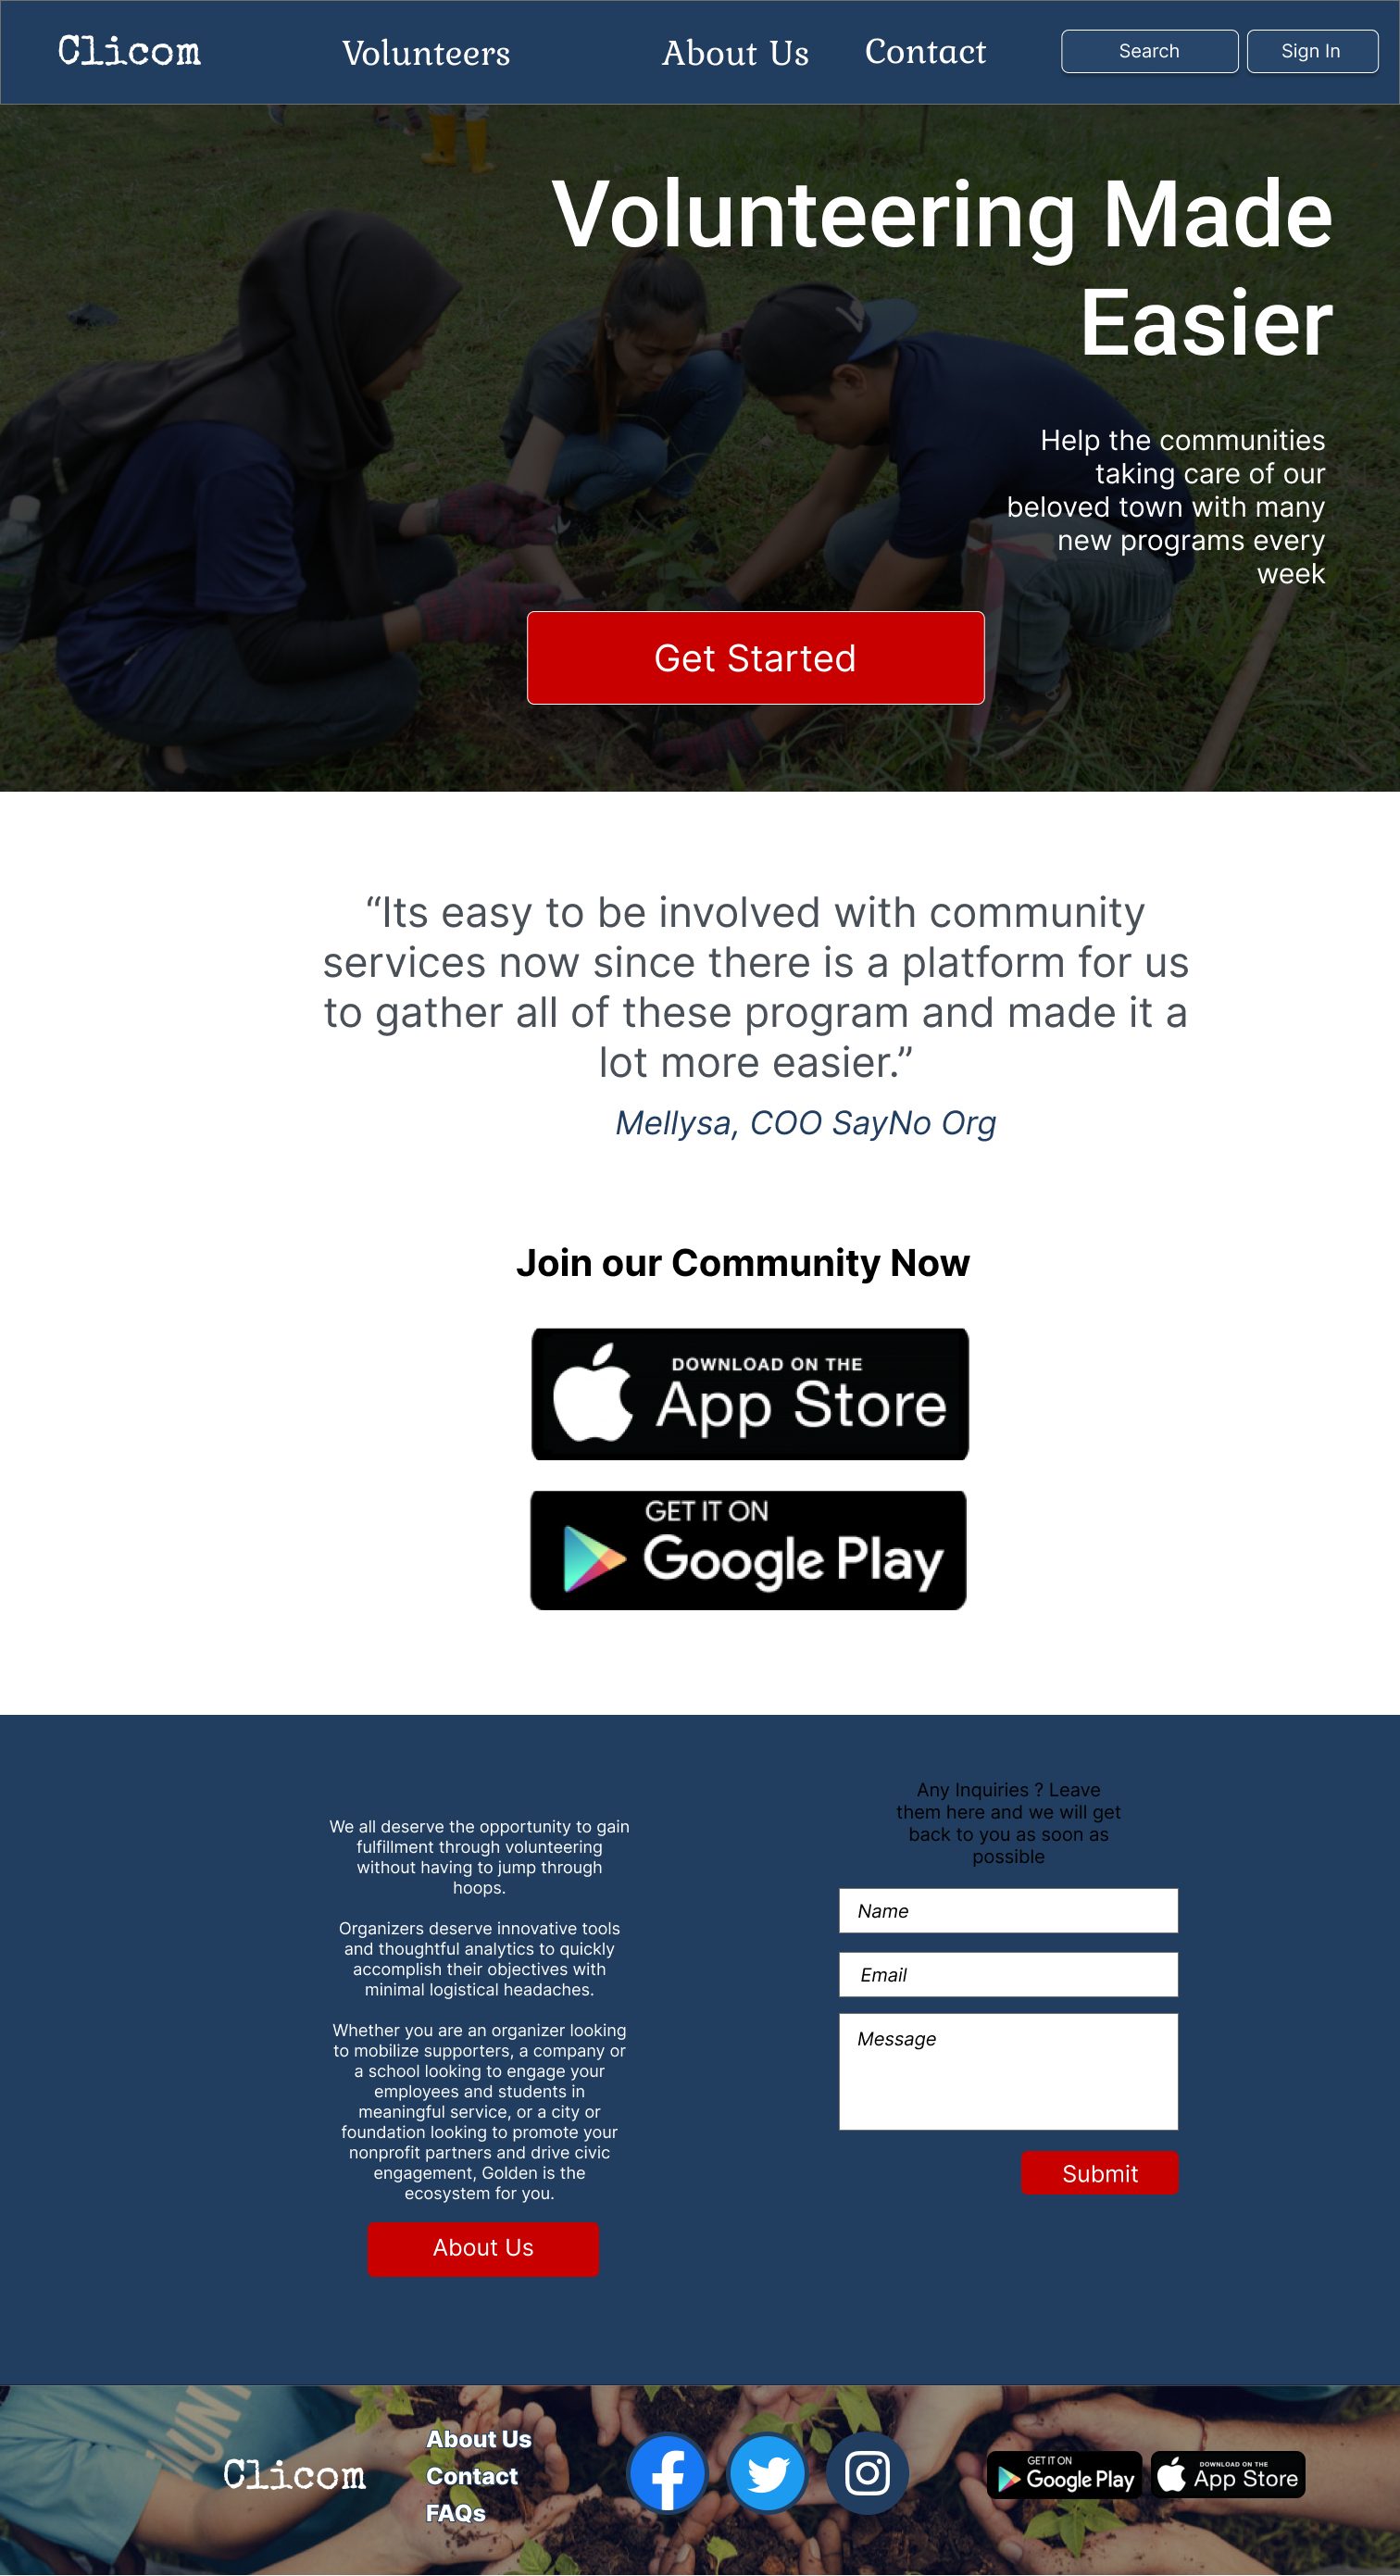 Clicom
Volunteers
About Us
Contact
Search
Sign In
Volunteering Made
Easier
Help the communities
taking care of our
beloved town with many
new programs every
week
Get Started
“Its easy to be involved with community
services now since there is a platform for us
to gather all of these program and made it a
lot more easier.”
Mellysa, COO SayNo Org
Join our Community Now
DOWNLOAD ON THE
App Store
GET IT ON
Google Play
We all deserve the opportunity to gain
fulfillment through volunteering
without having to jump through
hoops.
Organizers deserve innovative tools
and thoughtful analytics to quickly
accomplish their objectives with
minimal logistical headaches.
Whether you are an organizer looking
to mobilize supporters, a company or
a school looking to engage your
employees and students in
meaningful service, or a city or
foundation looking to promote your
nonprofit partners and drive civic
engagement, Golden is the
ecosystem for you.
About Us
Any Inquiries ? Leave
them here and we will get
back to you as soon as
possible
Name
Email
Message
Submit
Clicom
About Us
Contact
FAQs
GET IT ON
Google Play
DOWNLOAD ON THE
App Store